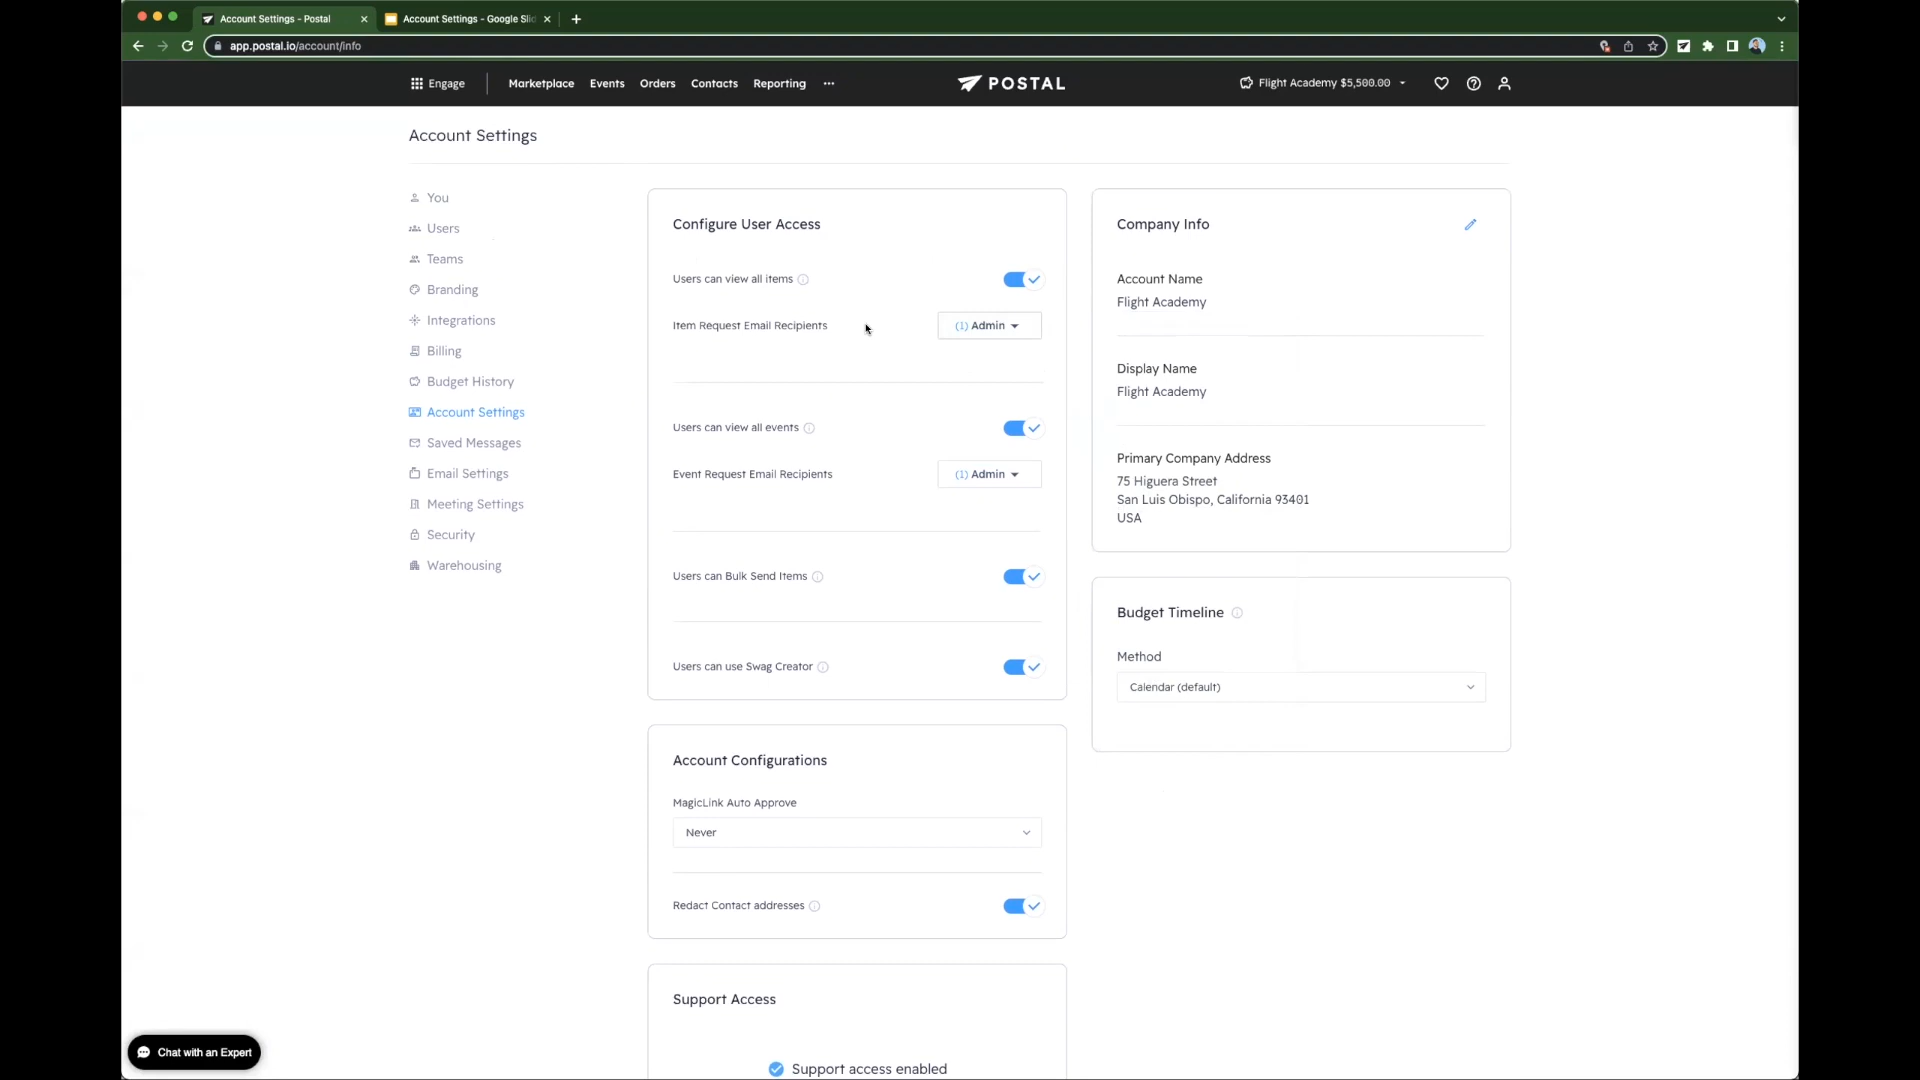 Account Settings - Postal
Account Settings - Google Sli
app.postal.io/account/info
Engage
Marketplace
Events
Orders
Contacts
Reporting
POSTAL
Flight Academy $5,500.00
Account Settings
You
Users
Teams
Branding
Integrations
Billing
Budget History
Account Settings
Saved Messages
Email Settings
Meeting Settings
Security
Warehousing
Configure User Access
Users can view all items
Item Request Email Recipients
(1) Admin
Users can view all events
Event Request Email Recipients
(1) Admin
Users can Bulk Send Items
Users can use Swag Creator
Account Configurations
MagicLink Auto Approve
Never
Redact Contact addresses
Support Access
Support access enabled
Company Info
Account Name
Flight Academy
Display Name
Flight Academy
Primary Company Address
75 Higuera Street
San Luis Obispo, California 93401
USA
Budget Timeline
Method
Calendar (default)
Chat with an Expert